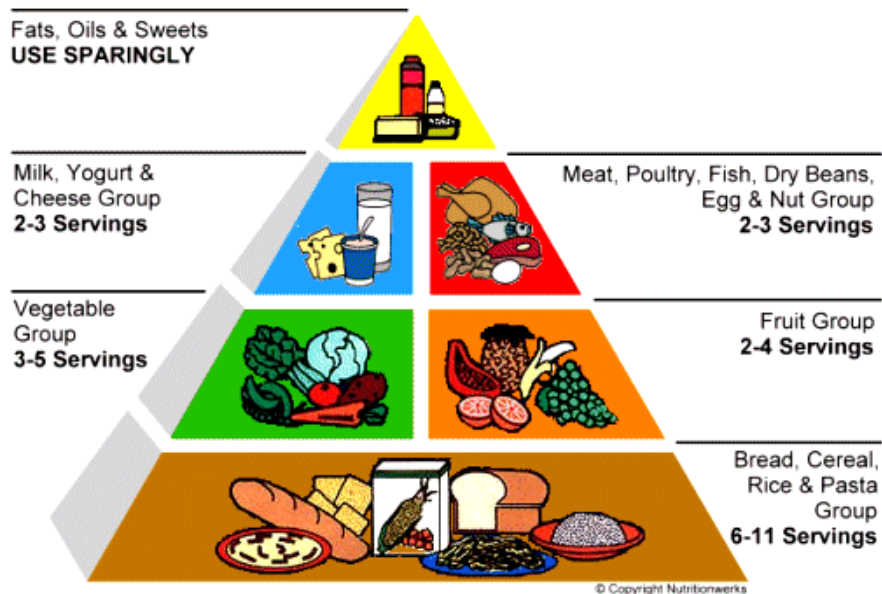 Fats, Oils & Sweets
USE SPARINGLY
Milk, Yogurt &
Cheese Group
2-3 Servings
Meat, Poultry, Fish, Dry Beans,
Egg & Nut Group
2-3 Servings
Vegetable
Group
3-5 Servings
Fruit Group
2-4 Servings
Bread, Cereal,
Rice & Pasta
Group
6-11 Servings
© Copyright Nutritionwerks